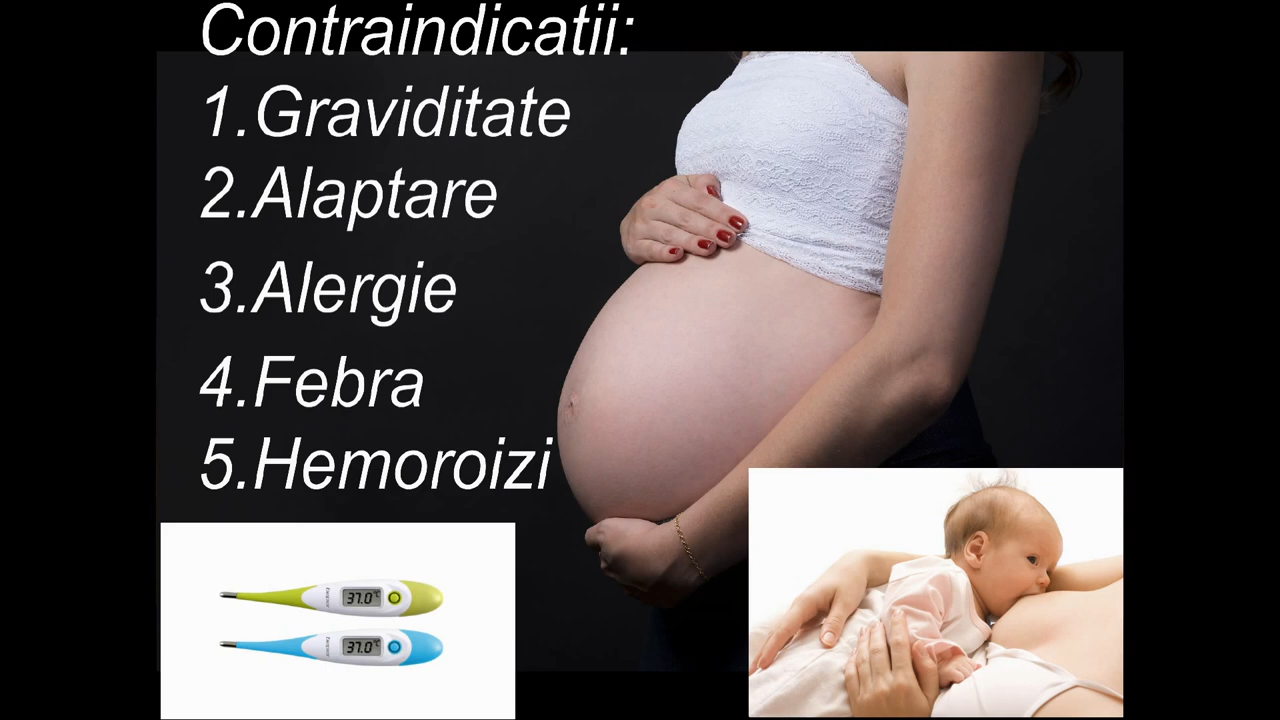 Contraindicatii:
1.Graviditate
2.Alaptare
3.Alergie
4.Febra
5.Hemoroizi
37.0°C
37.0°C